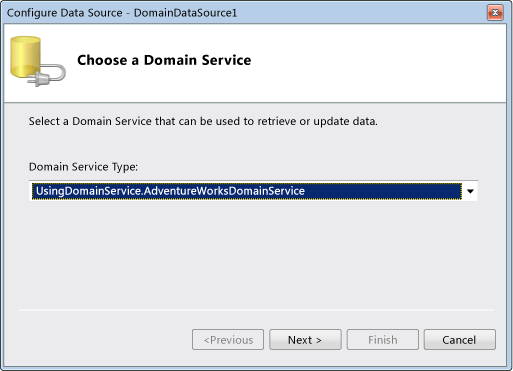 Configure Data Source - DomainDataSource1
Choose a Domain Service
Select a Domain Service that can be used to retrieve or update data.
Domain Service Type:
UsingDomainService.AdventureWorksDomainService
<Previous
Next >
Finish
Cancel